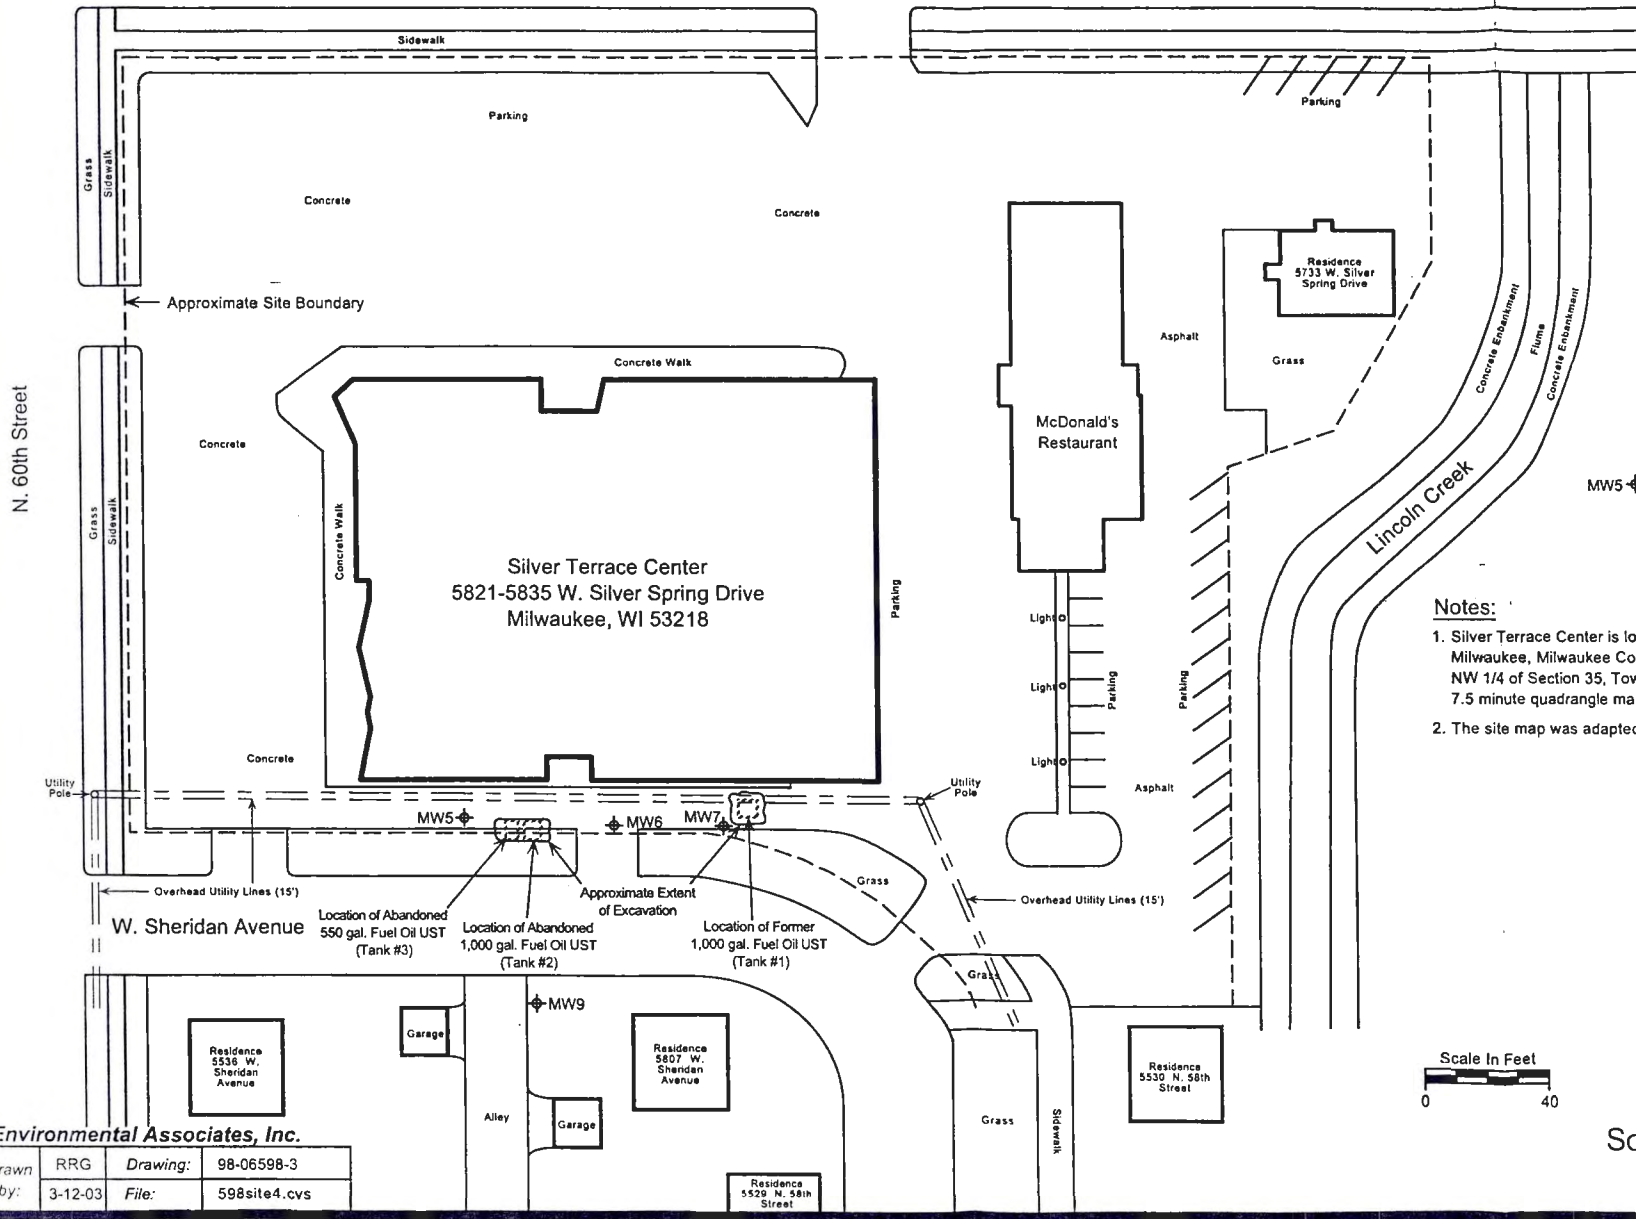 Sidewalk
Parking
Parking
Grass
Sidewalk
Concrete
Concrete
Approximate Site Boundary
Residence
5733 W. Silver
Spring Drive
Asphalt
Grass
Concrete Enbankment
Flume
Concrete Enbankment
Concrete Walk
N. 60th Street
Concrete
McDonald's
Restaurant
Lincoln Creek
MW5
Grass
Sidewalk
Concrete Walk
Silver Terrace Center
5821-5835 W. Silver Spring Drive
Milwaukee, WI 53218
Parking
Light
Light
Light
Parking
Parking
Notes:
1. Silver Terrace Center is lo
Milwaukee, Milwaukee Co
NW 1/4 of Section 35, Tow
7.5 minute quadrangle ma
2. The site map was adapted
Concrete
Utility
Pole
Utility
Pole
Asphalt
MW5
MW6
MW7
Overhead Utility Lines (15')
Approximate Extent
of Excavation
Grass
Overhead Utility Lines (15')
W. Sheridan Avenue
Location of Abandoned
550 gal. Fuel Oil UST
(Tank #3)
Location of Abandoned
1,000 gal. Fuel Oil UST
(Tank #2)
Location of Former
1,000 gal. Fuel Oil UST
(Tank #1)
Grass
MW9
Garage
Residence
5536 W.
Sheridan
Avenue
Residence
5807 W.
Sheridan
Avenue
Residence
5530 N. 58th
Street
Scale In Feet
0 40
Alley
Garage
Grass
Sidewalk
Environmental Associates, Inc.
rawn
by:
RRG
Drawing:
98-06598-3
3-12-03
File:
598site4.cvs
Residence
5529 N. 58th
Street
Sc